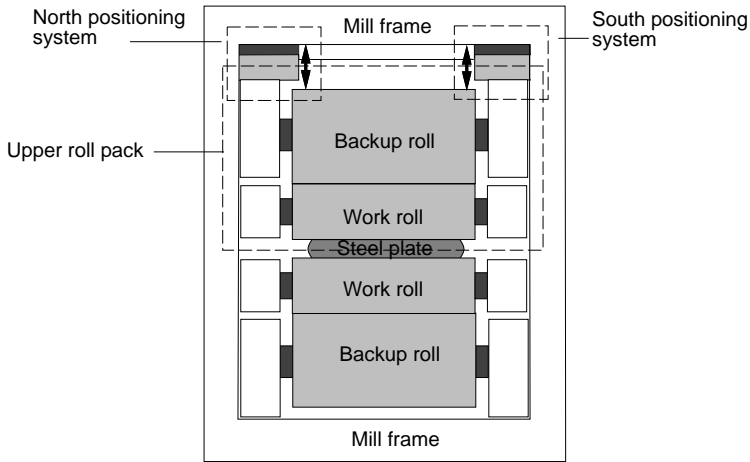 North positioning
system
Mill frame
South positioning
system
Upper roll pack
Backup roll
Work roll
Steel plate
Work roll
Backup roll
Mill frame